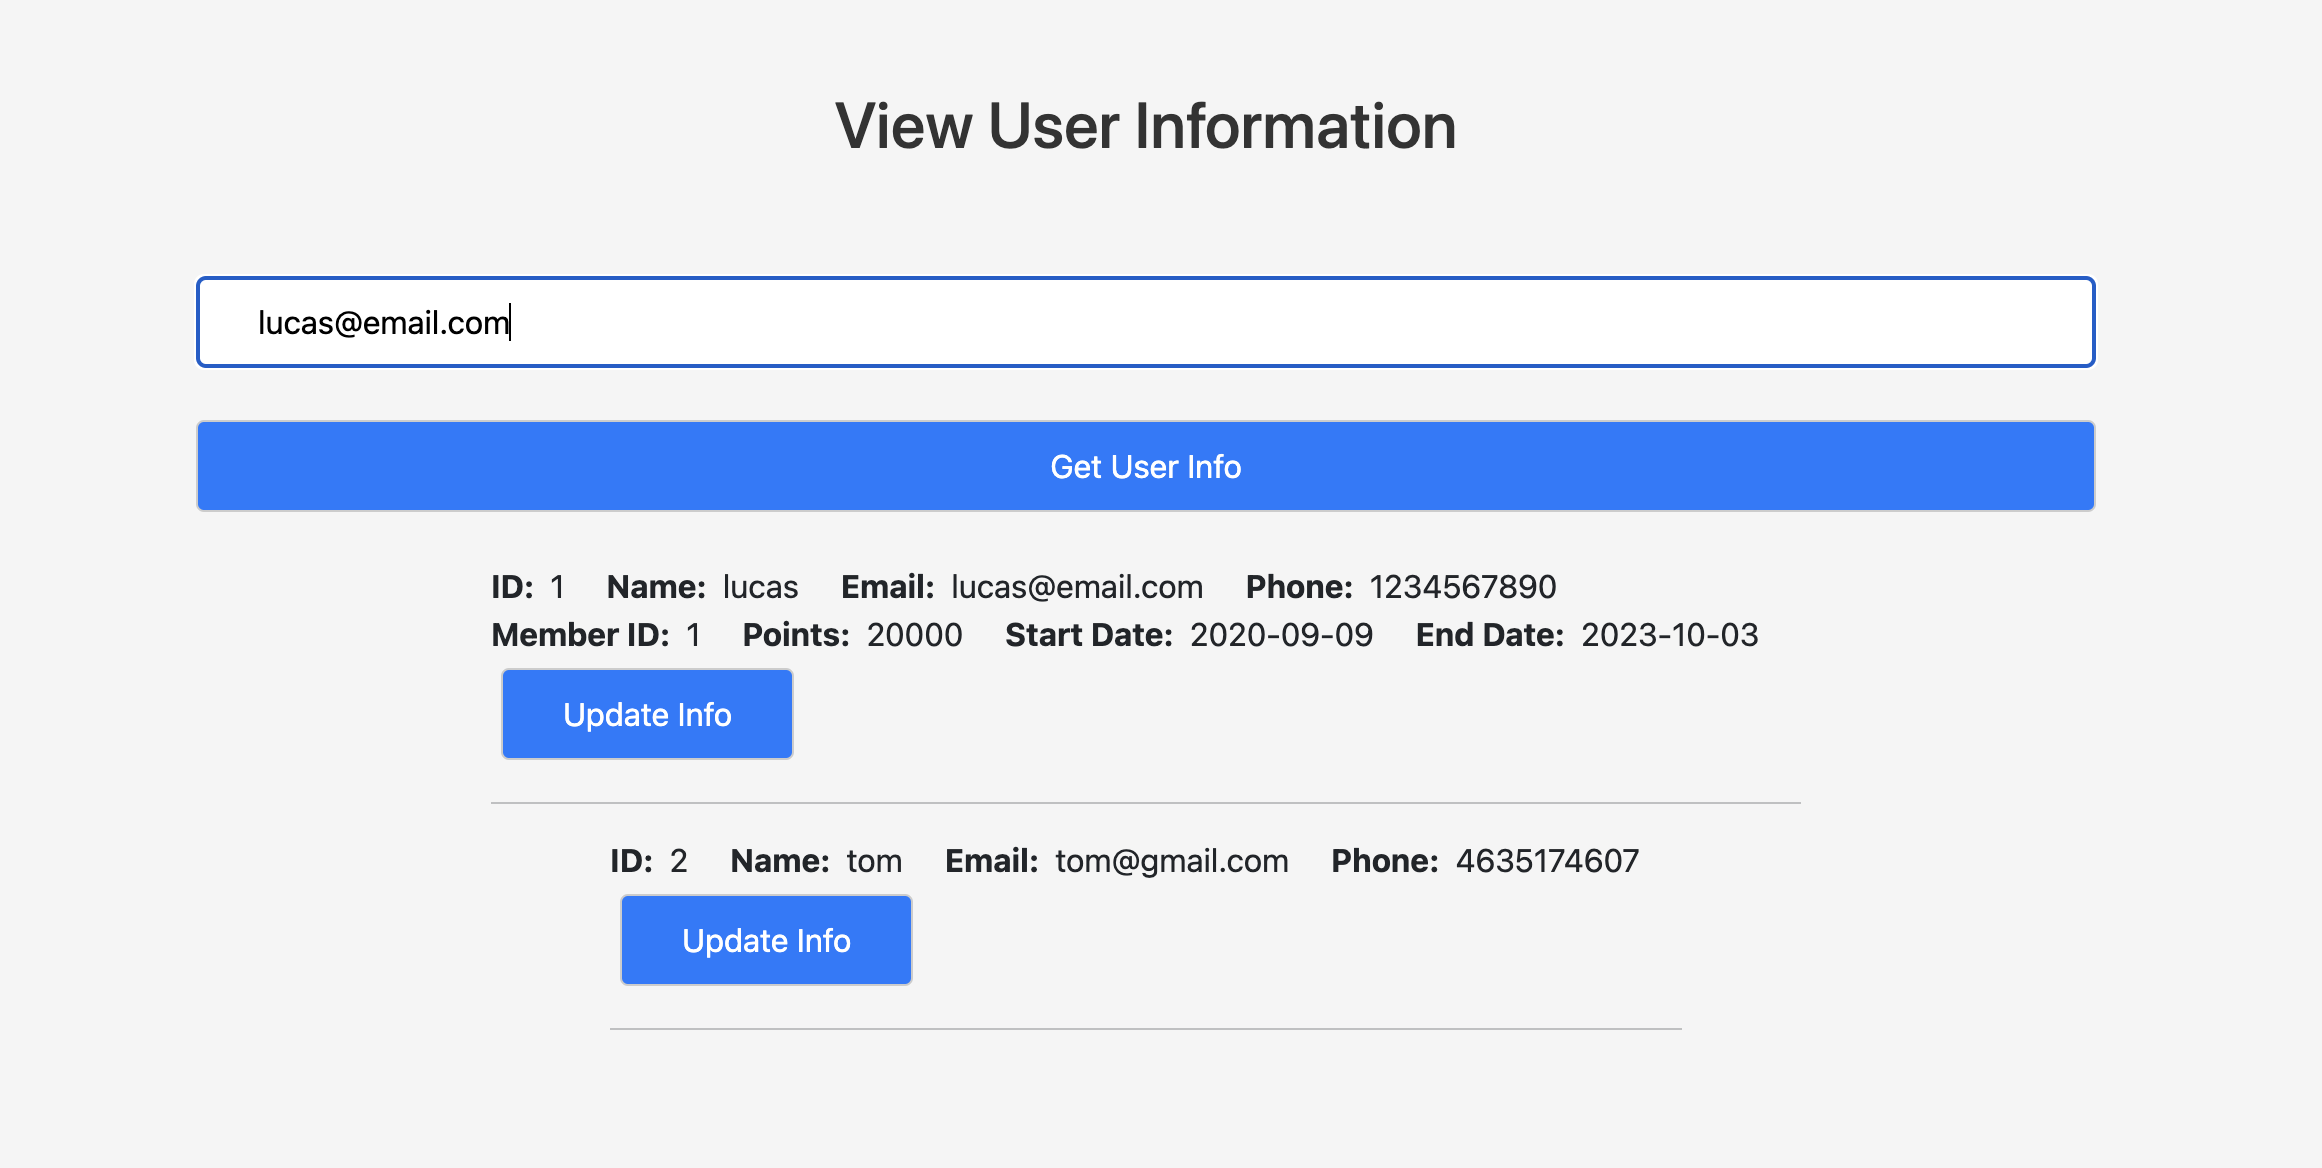 View User Information
lucas@email.com
Get User Info
ID: 1 Name: lucas Email: lucas@email.com Phone: 1234567890
Member ID: 1 Points: 20000 Start Date: 2020-09-09 End Date: 2023-10-03
Update Info
ID: 2 Name: tom Email: tom@gmail.com Phone: 4635174607
Update Info